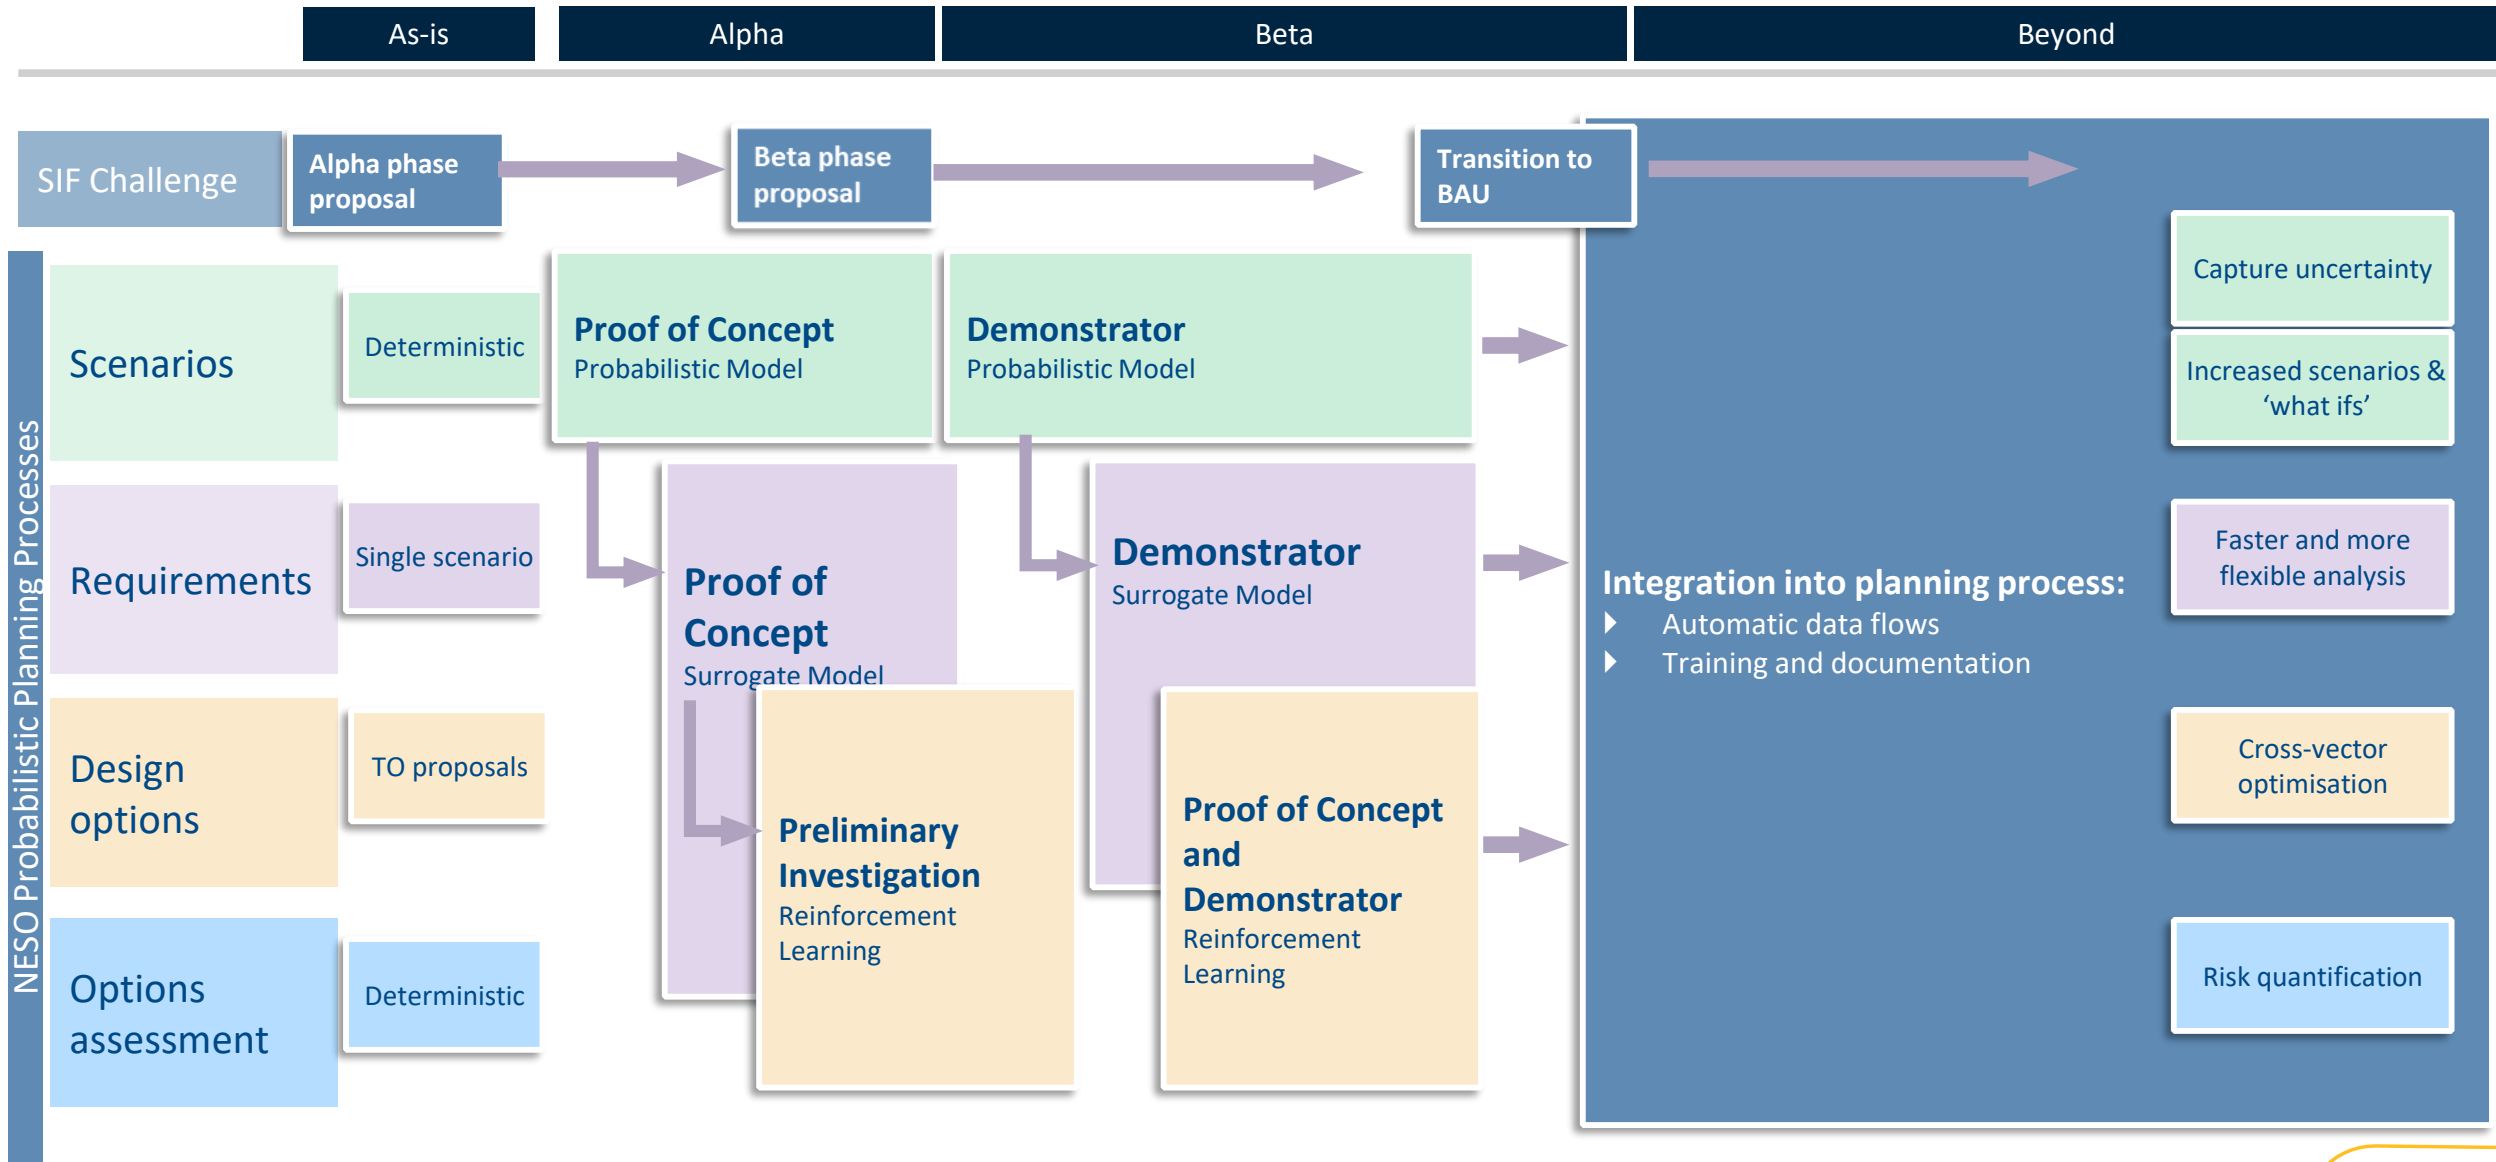 As-is
Alpha
Beta
Beyond
SIF Challenge
Alpha phase
proposal
Beta phase
proposal
Transition to
BAU
NESO Probabilistic Planning Processes
Scenarios
Deterministic
Proof of Concept
Probabilistic Model
Demonstrator
Probabilistic Model
Capture uncertainty
Increased scenarios &
‘what ifs’
Requirements
Single scenario
Proof of
Concept
Surrogate Model
Demonstrator
Surrogate Model
Integration into planning process:
Automatic data flows
Training and documentation
Faster and more
flexible analysis
Design
options
TO proposals
Preliminary
Investigation
Reinforcement
Learning
Proof of Concept
and
Demonstrator
Reinforcement
Learning
Cross-vector
optimisation
Options
assessment
Deterministic
Risk quantification